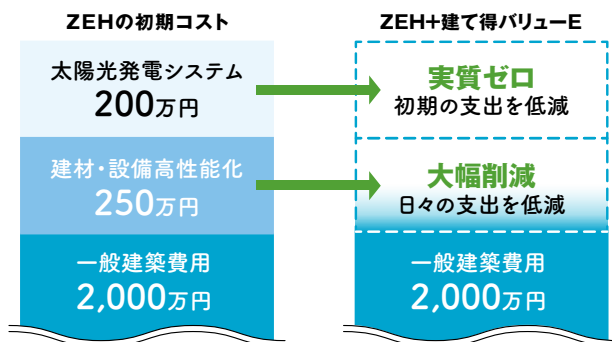 ZEHの初期コスト
太陽光発電システム
200万円
建材・設備高性能化
250万円
一般建築費用
2,000万円
ZEH+建て得バリューE
実質ゼロ
初期の支出を低減
大幅削減
日々の支出を低減
一般建築費用
2,000万円